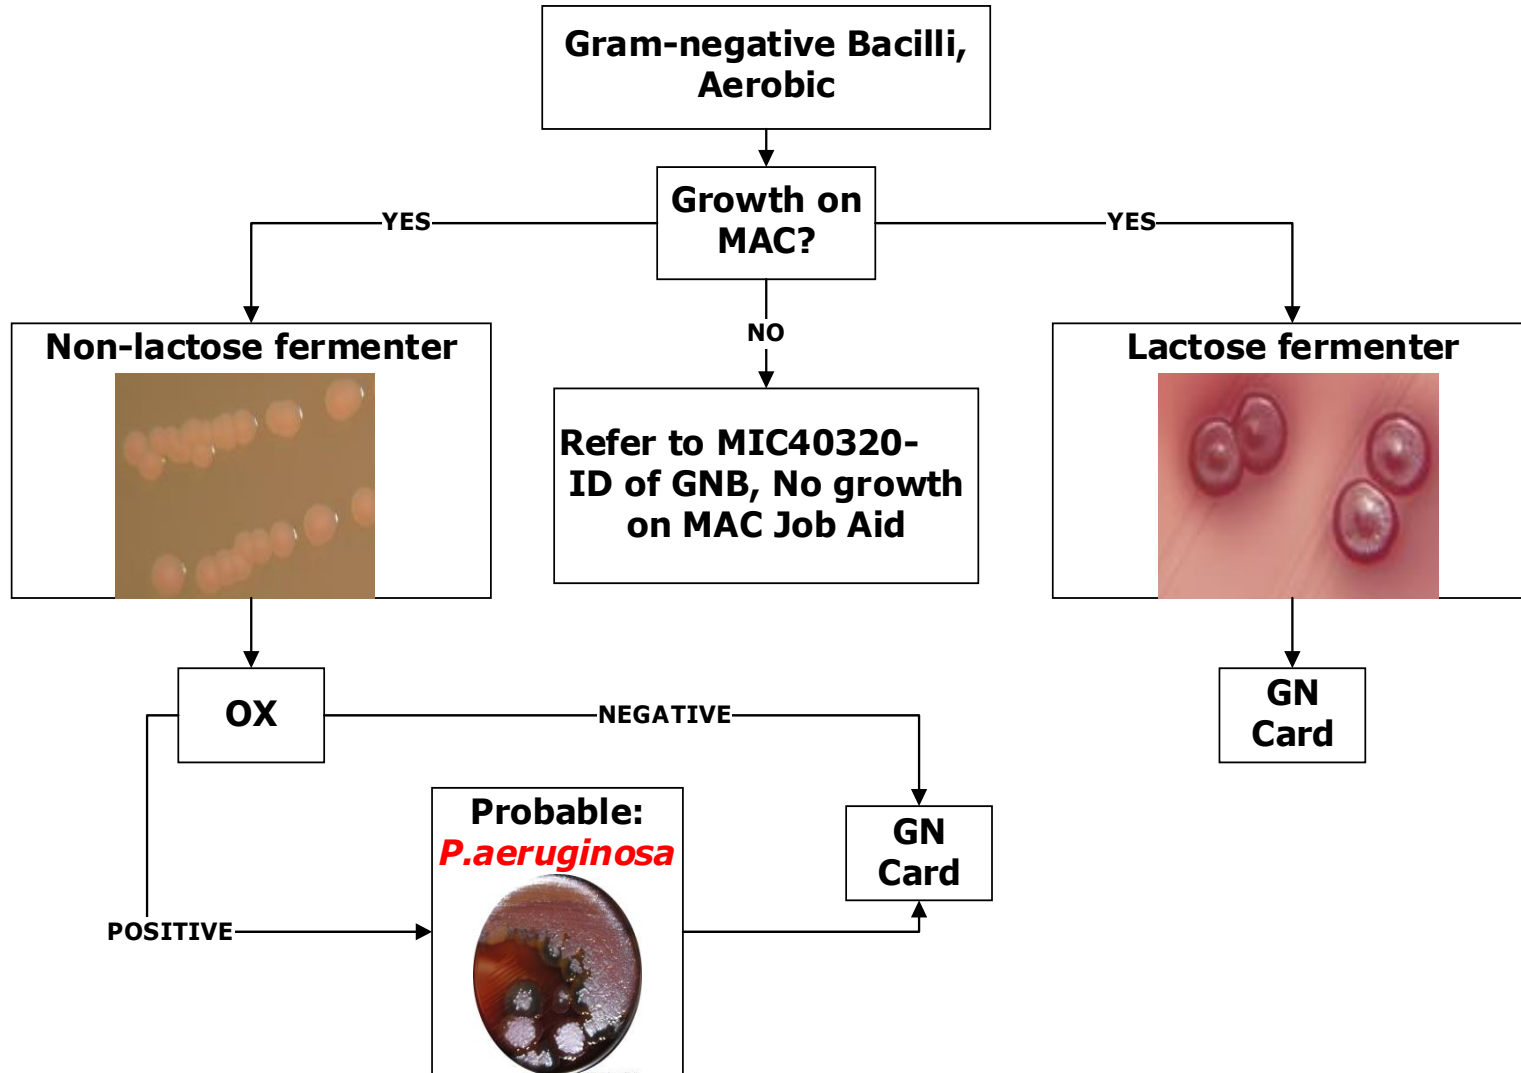 Gram-negative Bacilli,
Aerobic
Growth on
MAC?
YES
YES
NO
Non-lactose fermenter
Lactose fermenter
Refer to MIC40320-
ID of GNB, No growth
on MAC Job Aid
OX
NEGATIVE
GN
Card
Probable:
P.aeruginosa
GN
Card
POSITIVE